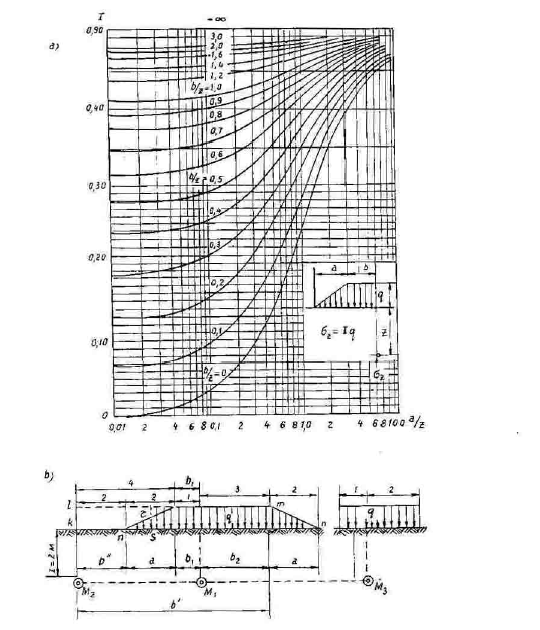 I
- ∞
0,90
a)
3,0
2,0
1,6
1,4
1,2
b/z = 1,0
0,9
0,40
0,8
0,7
0,6
b/z = 0,5
0,30
0,4
0,3
0,20
0,2
a b
q
σz = I q
z
0,10
0,1
b/z = 0
σz
0
0,01 2 4 6 8 0,1 2 4 6 8 1,0 2 4 6 8 10 0 a/z
b)
4 b₁
2 2 1 3 2 1 2
l τ m q
k q
n S n
z = 2 м
b" a b₁ b₂ a
M₂ M₁ M₃
b'